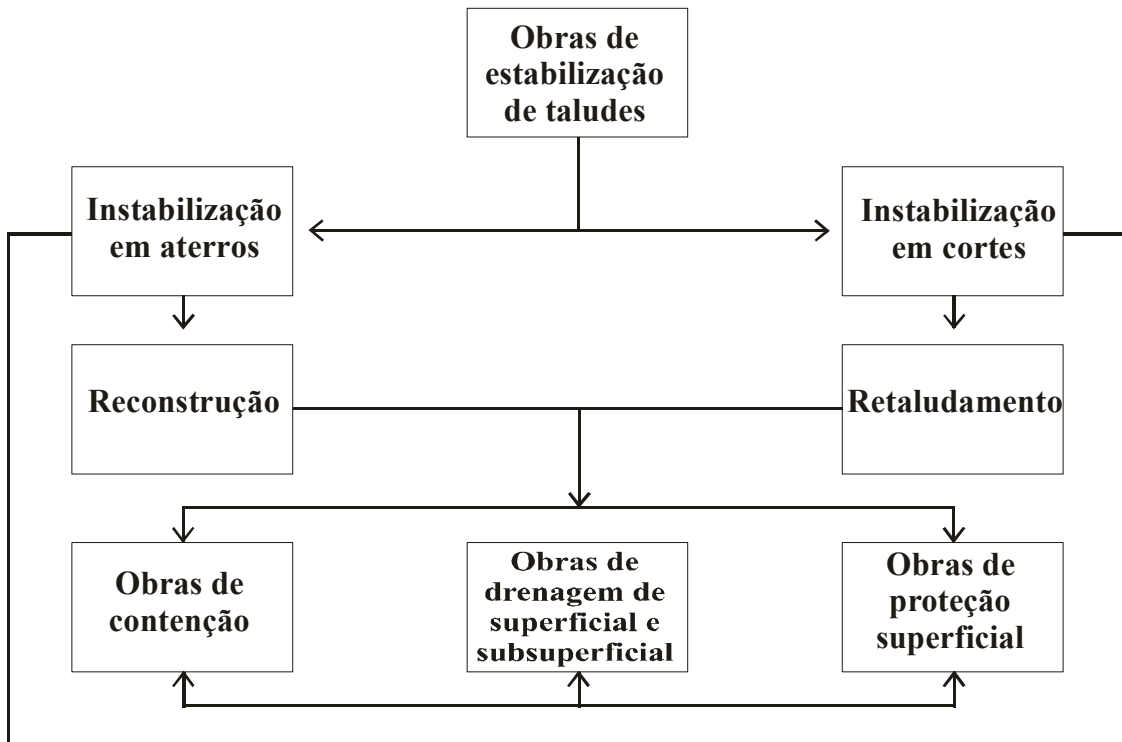 Obras de
estabilização
de taludes
Instabilização
em aterros
Instabilização
em cortes
Reconstrução
Retaludamento
Obras de
contenção
Obras de
drenagem de
superficial e
subsuperficial
Obras de
proteção
superficial